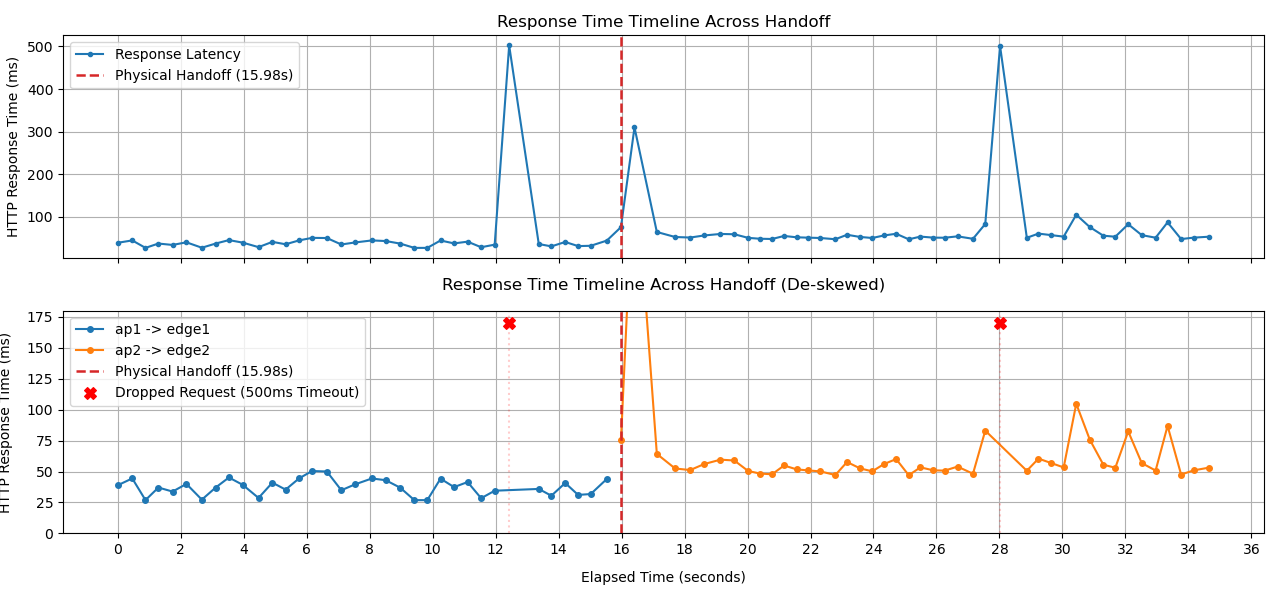 Response Time Timeline Across Handoff
HTTP Response Time (ms)
500
400
300
200
100
Response Latency
Physical Handoff (15.98s)
Response Time Timeline Across Handoff (De-skewed)
HTTP Response Time (ms)
175
150
125
100
75
50
25
0
ap1 -> edge1
ap2 -> edge2
Physical Handoff (15.98s)
Dropped Request (500ms Timeout)
0 2 4 6 8 10 12 14 16 18 20 22 24 26 28 30 32 34 36
Elapsed Time (seconds)